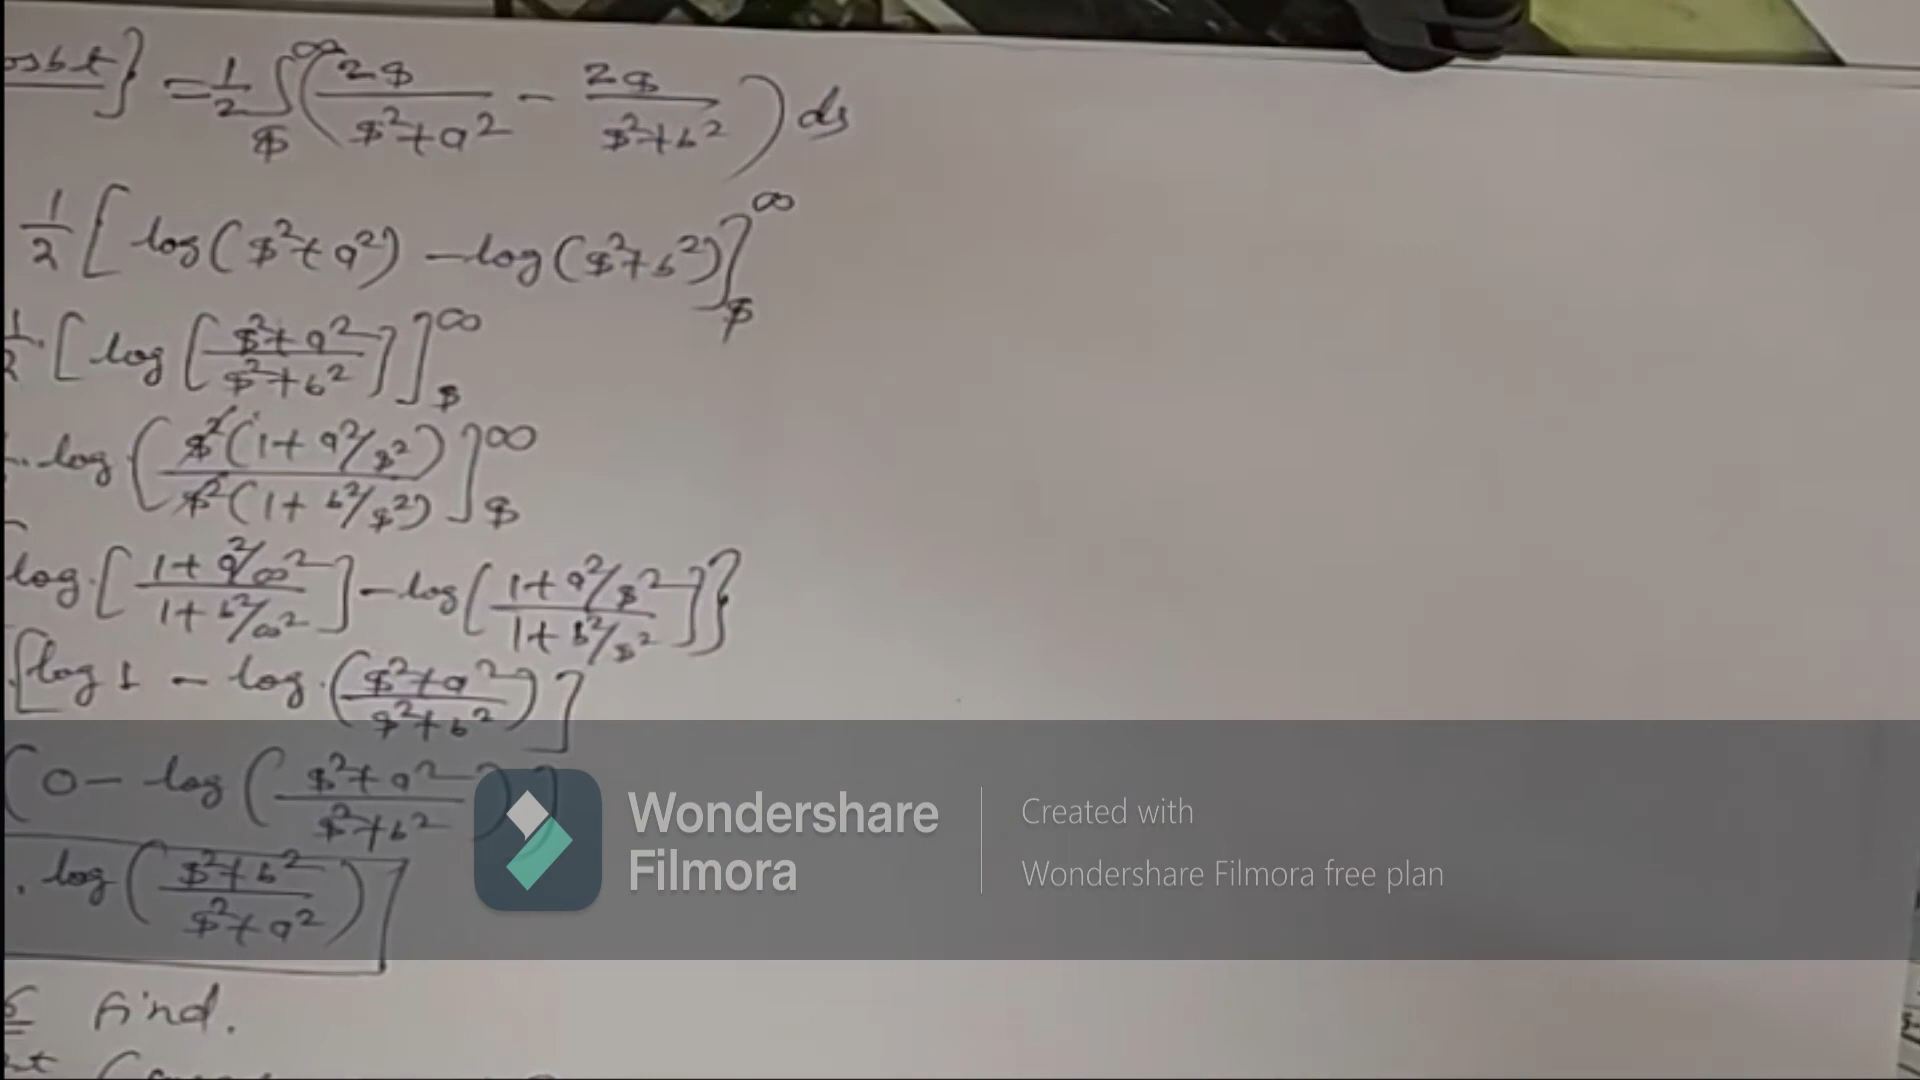 osbt} = 1/2 ∫_s^∞ (2s/(s²+a²) - 2s/(s²+b²)) ds
1/2 [log(s²+a²) - log(s²+b²)]_s^∞
1/2 · [log [(s²+a²)/(s²+b²)]]_s^∞
· log (s²(1+a²/s²)/s²(1+b²/s²)]_s^∞
log · [(1+a²/∞²)/(1+b²/∞²)] - log [(1+a²/s²)/(1+b²/s²)]}
[log 1 - log · ((s²+a²)/(s²+b²))]
(0 - log ((s²+a²)/(s²+b²))]
. log ((s²+b²)/(s²+a²))
Wondershare
Filmora
Created with
Wondershare Filmora free plan
find.